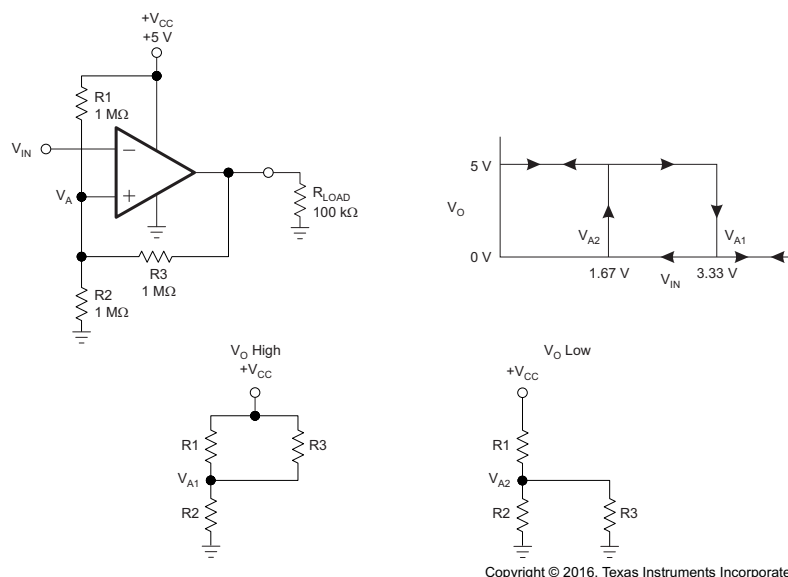 +VCC
+5 V
R1
1 MΩ
VIN
VA
RLOAD
100 kΩ
R3
1 MΩ
R2
1 MΩ
5 V
VO
VA2
VA1
0 V
1.67 V
VIN
3.33 V
VO High
+VCC
R1
R3
VA1
R2
VO Low
+VCC
R1
VA2
R2
R3
Copyright © 2016, Texas Instruments Incorporate